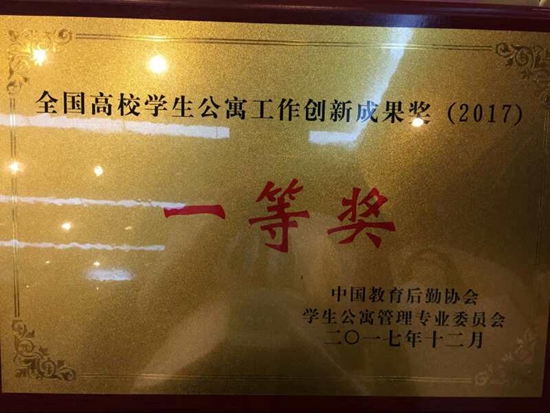 全国高校学生公寓工作创新成果奖(2017)
一等奖
中国教育后勤协会
学生公寓管理专业委员会
二〇一七年十二月